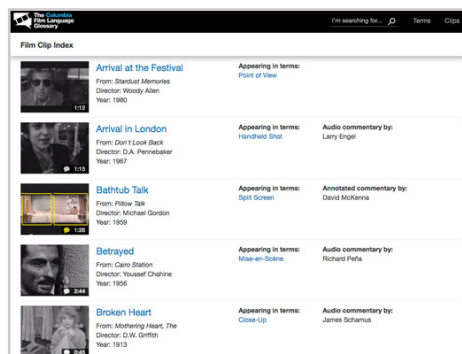 The Columbia
Film Language
Glossary
I'm searching for...
Terms
Clips
Film Clip Index
Arrival at the Festival
From: Stardust Memories
Director: Woody Allen
Year: 1980
Appearing in terms:
Point of View
1:12
Arrival in London
From: Don't Look Back
Director: D.A. Pennebaker
Year: 1967
Appearing in terms:
Handheld Shot
Audio commentary by:
Larry Engel
1:15
Bathtub Talk
From: Pillow Talk
Director: Michael Gordon
Year: 1959
Appearing in terms:
Split Screen
Annotated commentary by:
David McKenna
1:28
Betrayed
From: Cairo Station
Director: Youssef Chahine
Year: 1956
Appearing in terms:
Mise-en-Scène
Audio commentary by:
Richard Peña
2:44
Broken Heart
From: Mothering Heart, The
Director: D.W. Griffith
Year: 1913
Appearing in terms:
Close-Up
Audio commentary by:
James Schamus
0:45